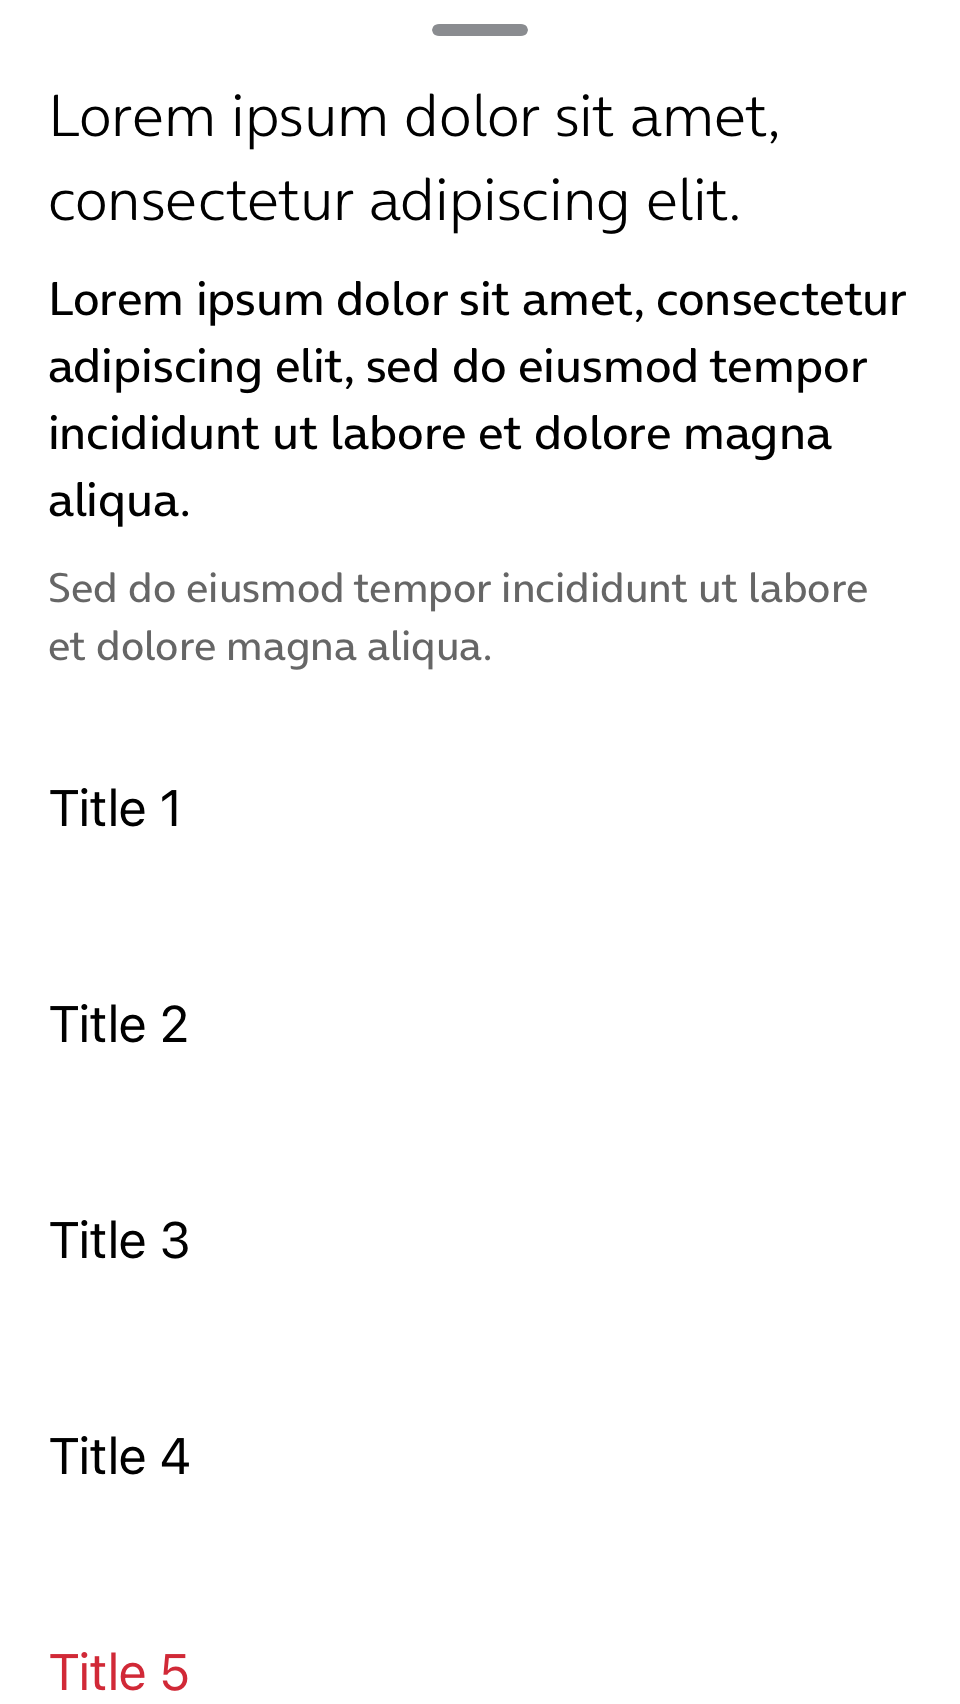 Lorem ipsum dolor sit amet,
consectetur adipiscing elit.
Lorem ipsum dolor sit amet, consectetur
adipiscing elit, sed do eiusmod tempor
incididunt ut labore et dolore magna
aliqua.
Sed do eiusmod tempor incididunt ut labore
et dolore magna aliqua.
Title 1
Title 2
Title 3
Title 4
Title 5